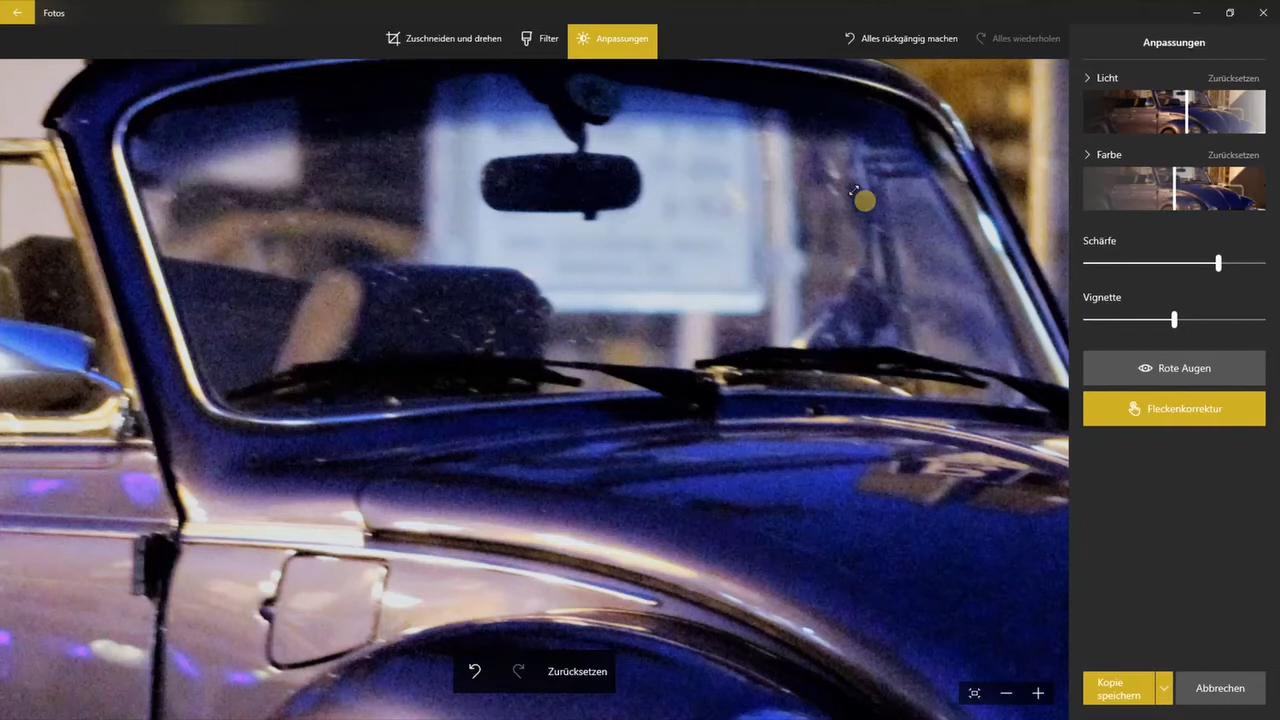 Fotos
Zuschneiden und drehen
Filter
Anpassungen
Alles rückgängig machen
Alles wiederholen
Anpassungen
Licht
Zurücksetzen
Farbe
Zurücksetzen
Schärfe
Vignette
Rote Augen
Fleckenkorrektur
Zurücksetzen
Kopie
speichern
Abbrechen